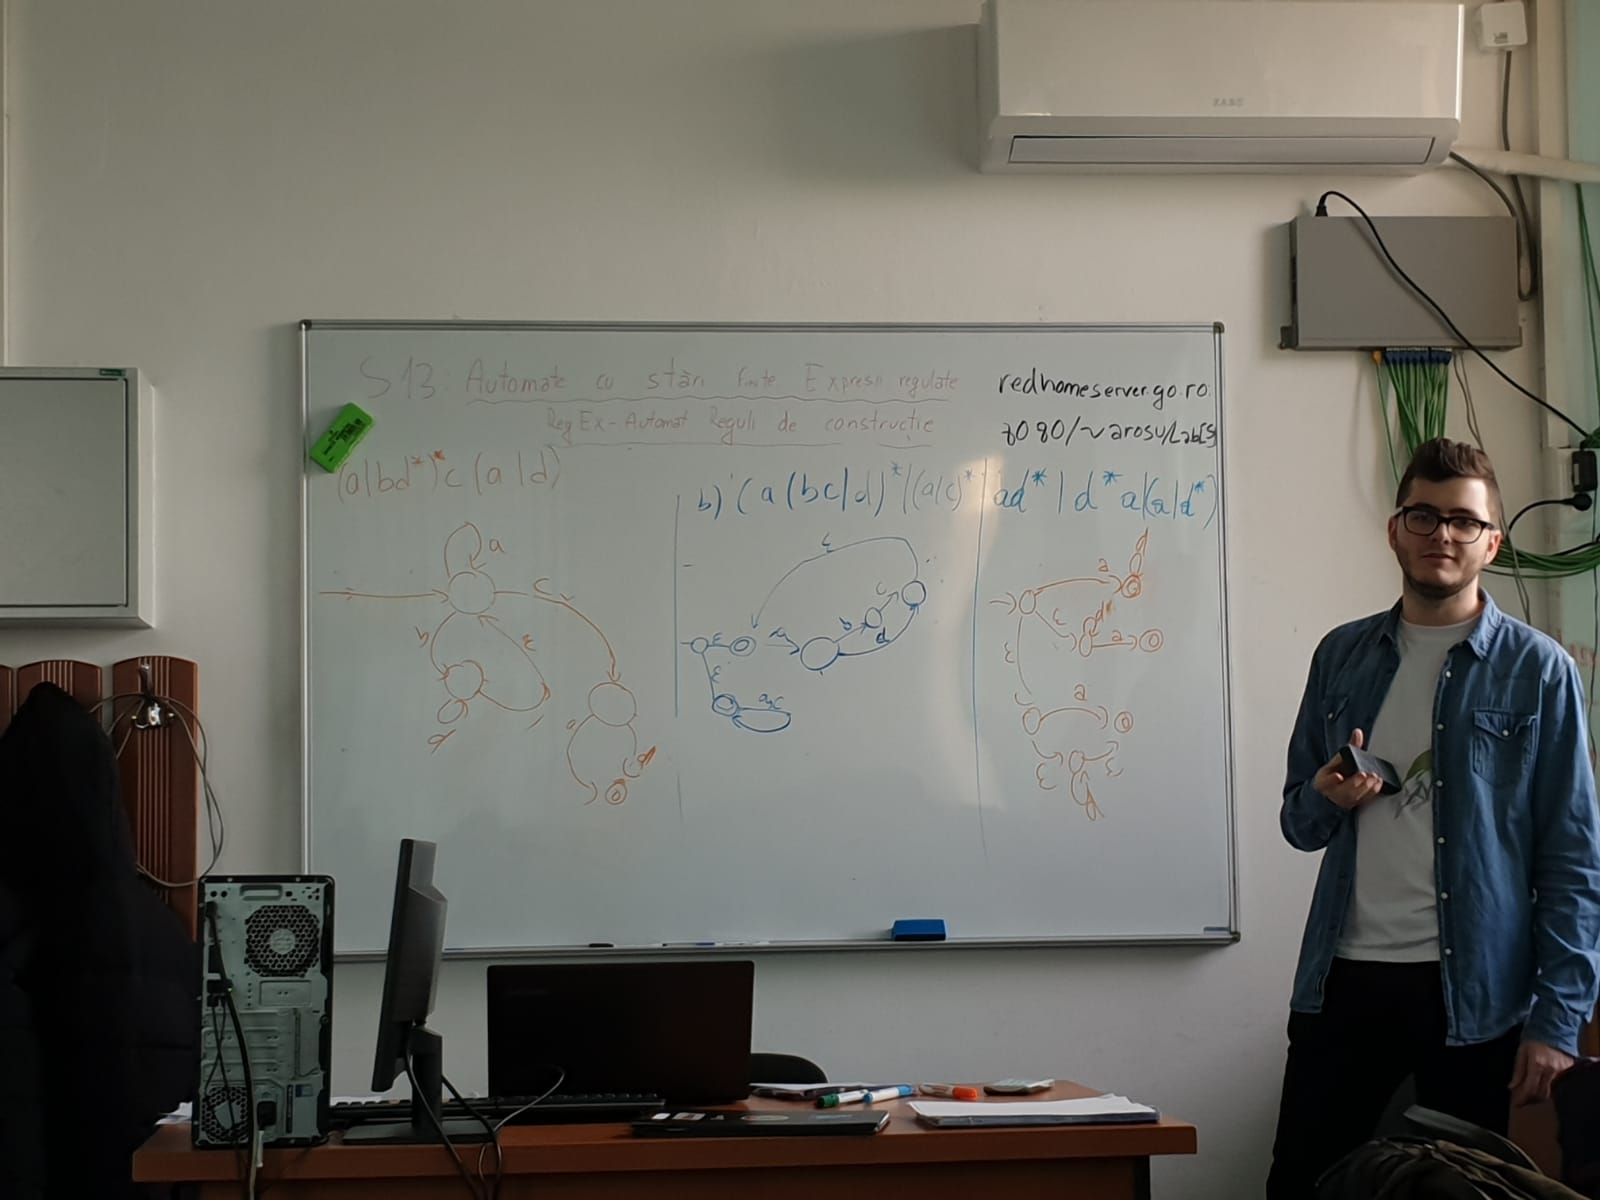 S13: Automate cu stări finite Expresii regulate
RegEx-Automat Reguli de construcție
redhomeserver.go.ro:
8080/~varosu/Lab[S
(a|bd*)*c(a|d)
b) (a(bc|d)*|(a|c)*
ad*|d*a|(a|d*)
a
c
b
ε
d
a
d
ε
c
b
d
ε
a
ε
a,c
d
a
ε
d
a
ε
a
ε
ε
d